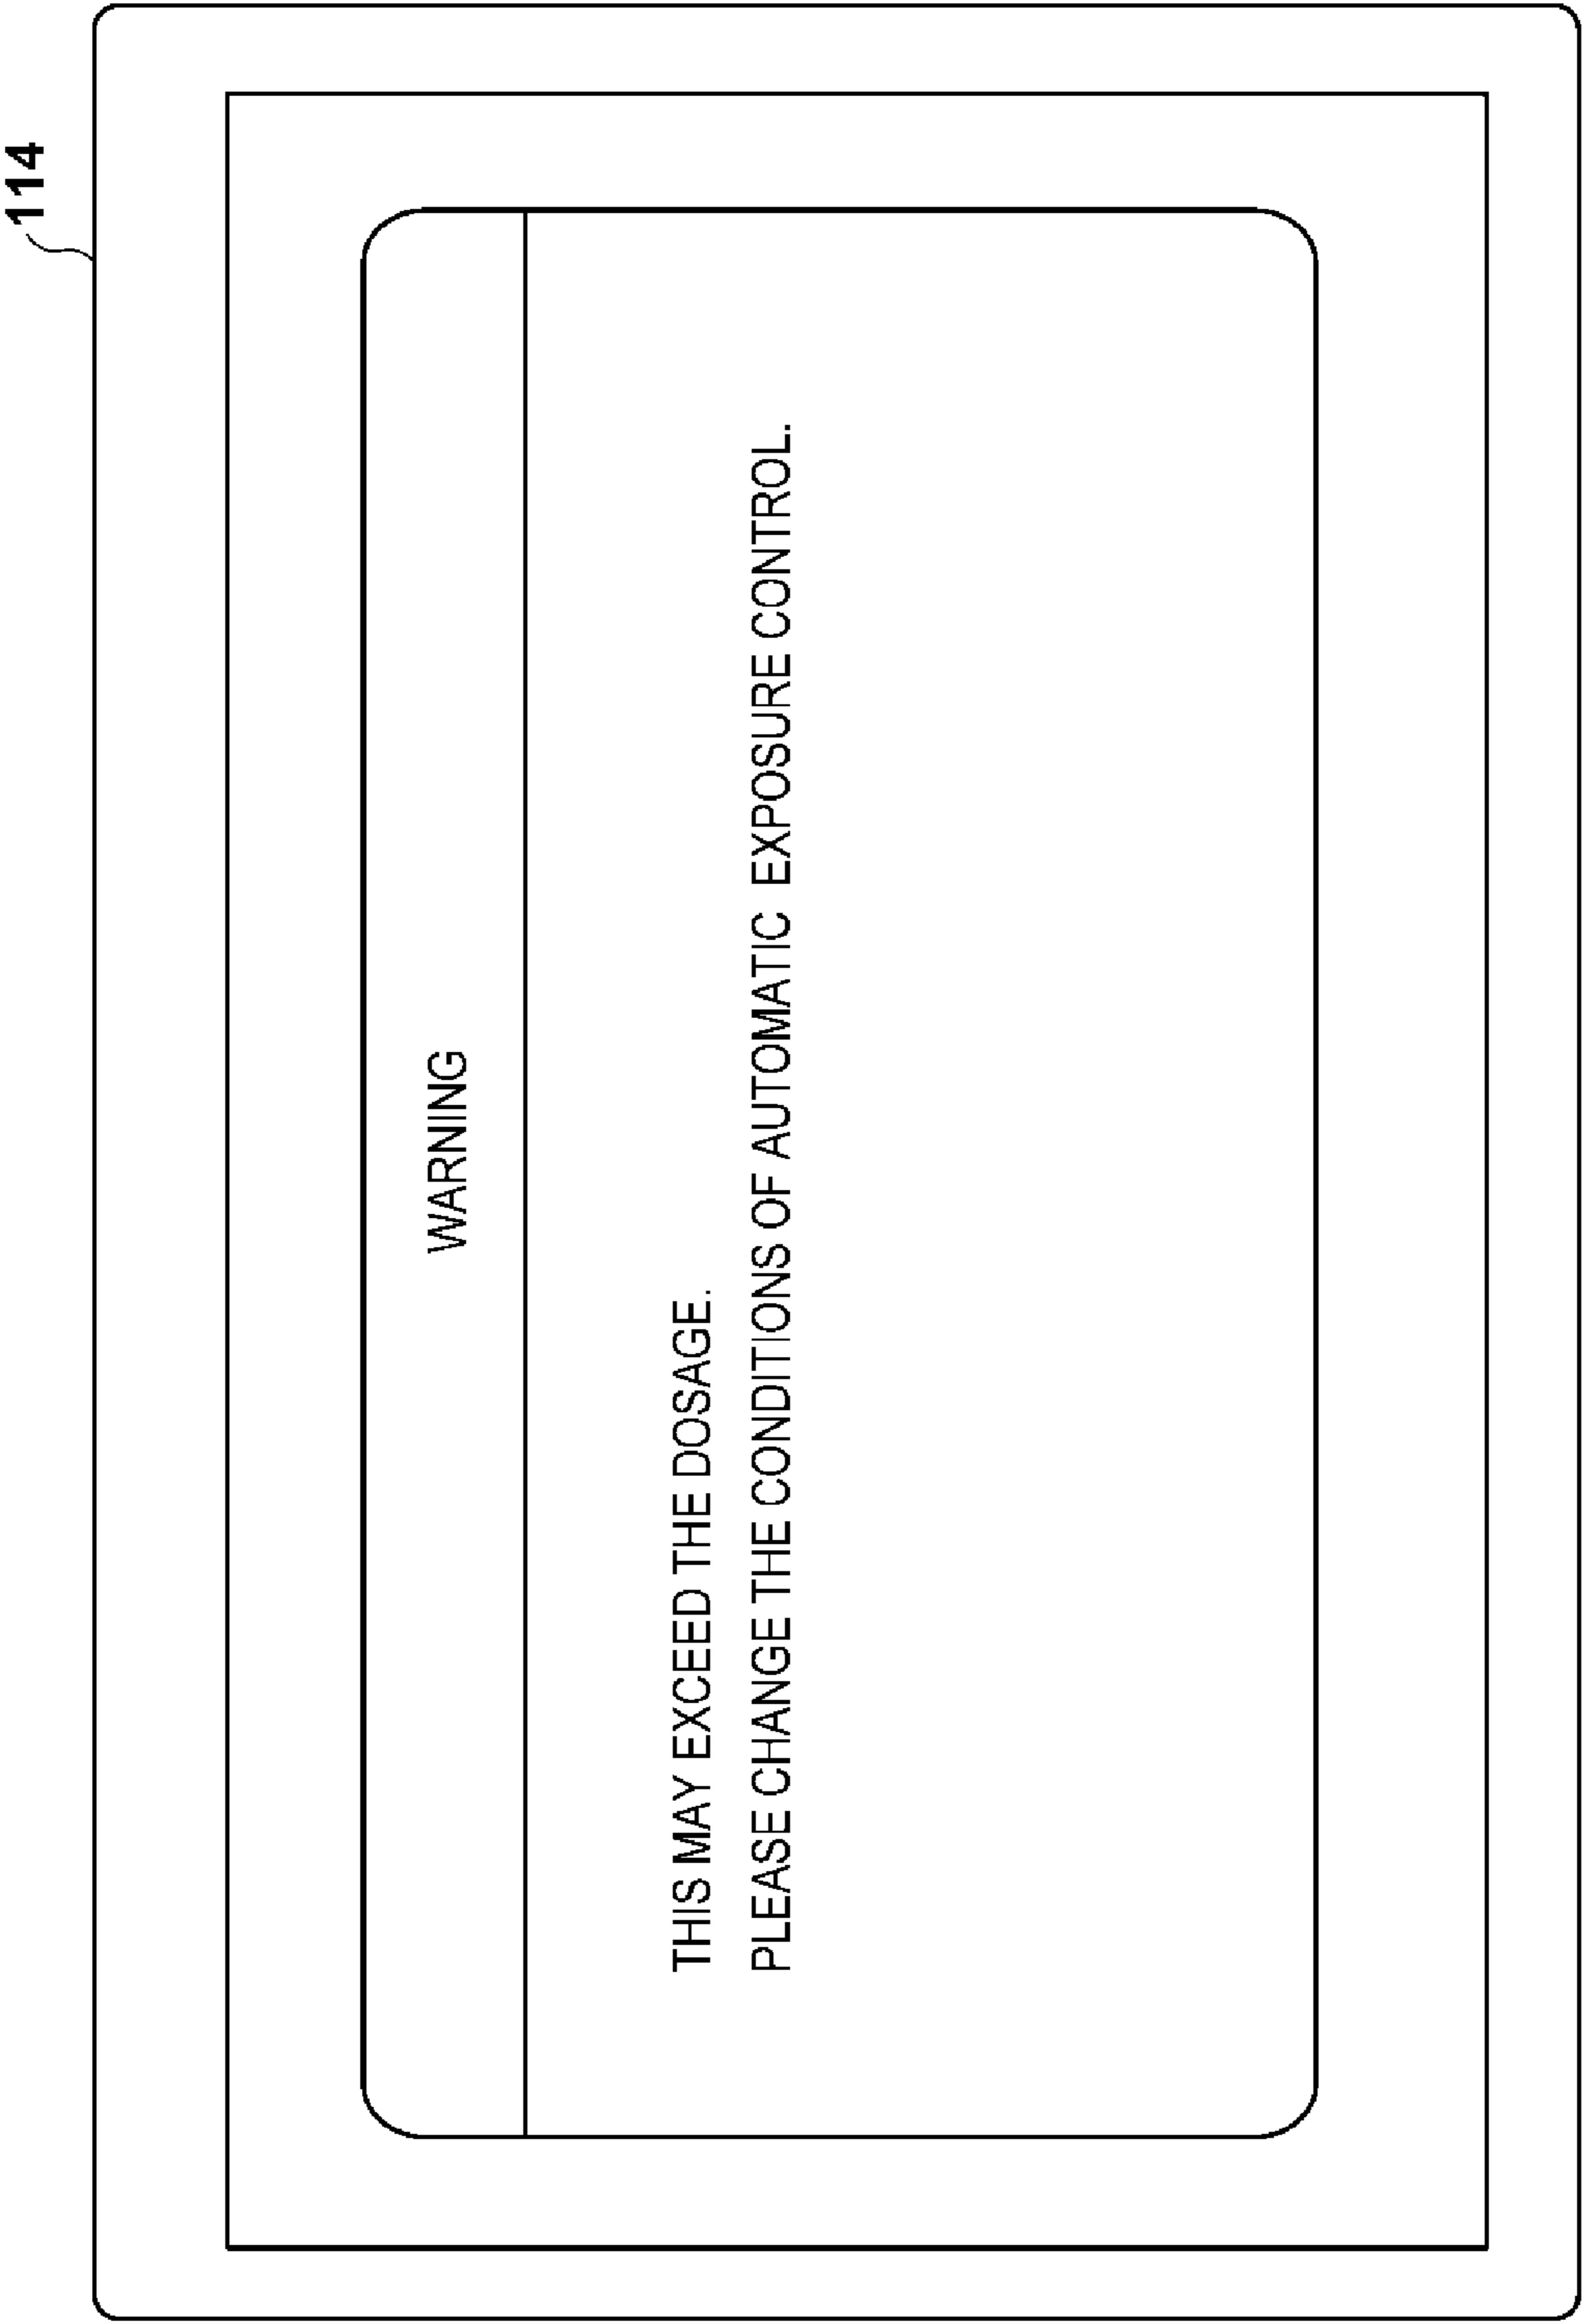 114
WARNING
THIS MAY EXCEED THE DOSAGE.
PLEASE CHANGE THE CONDITIONS OF AUTOMATIC EXPOSURE CONTROL.